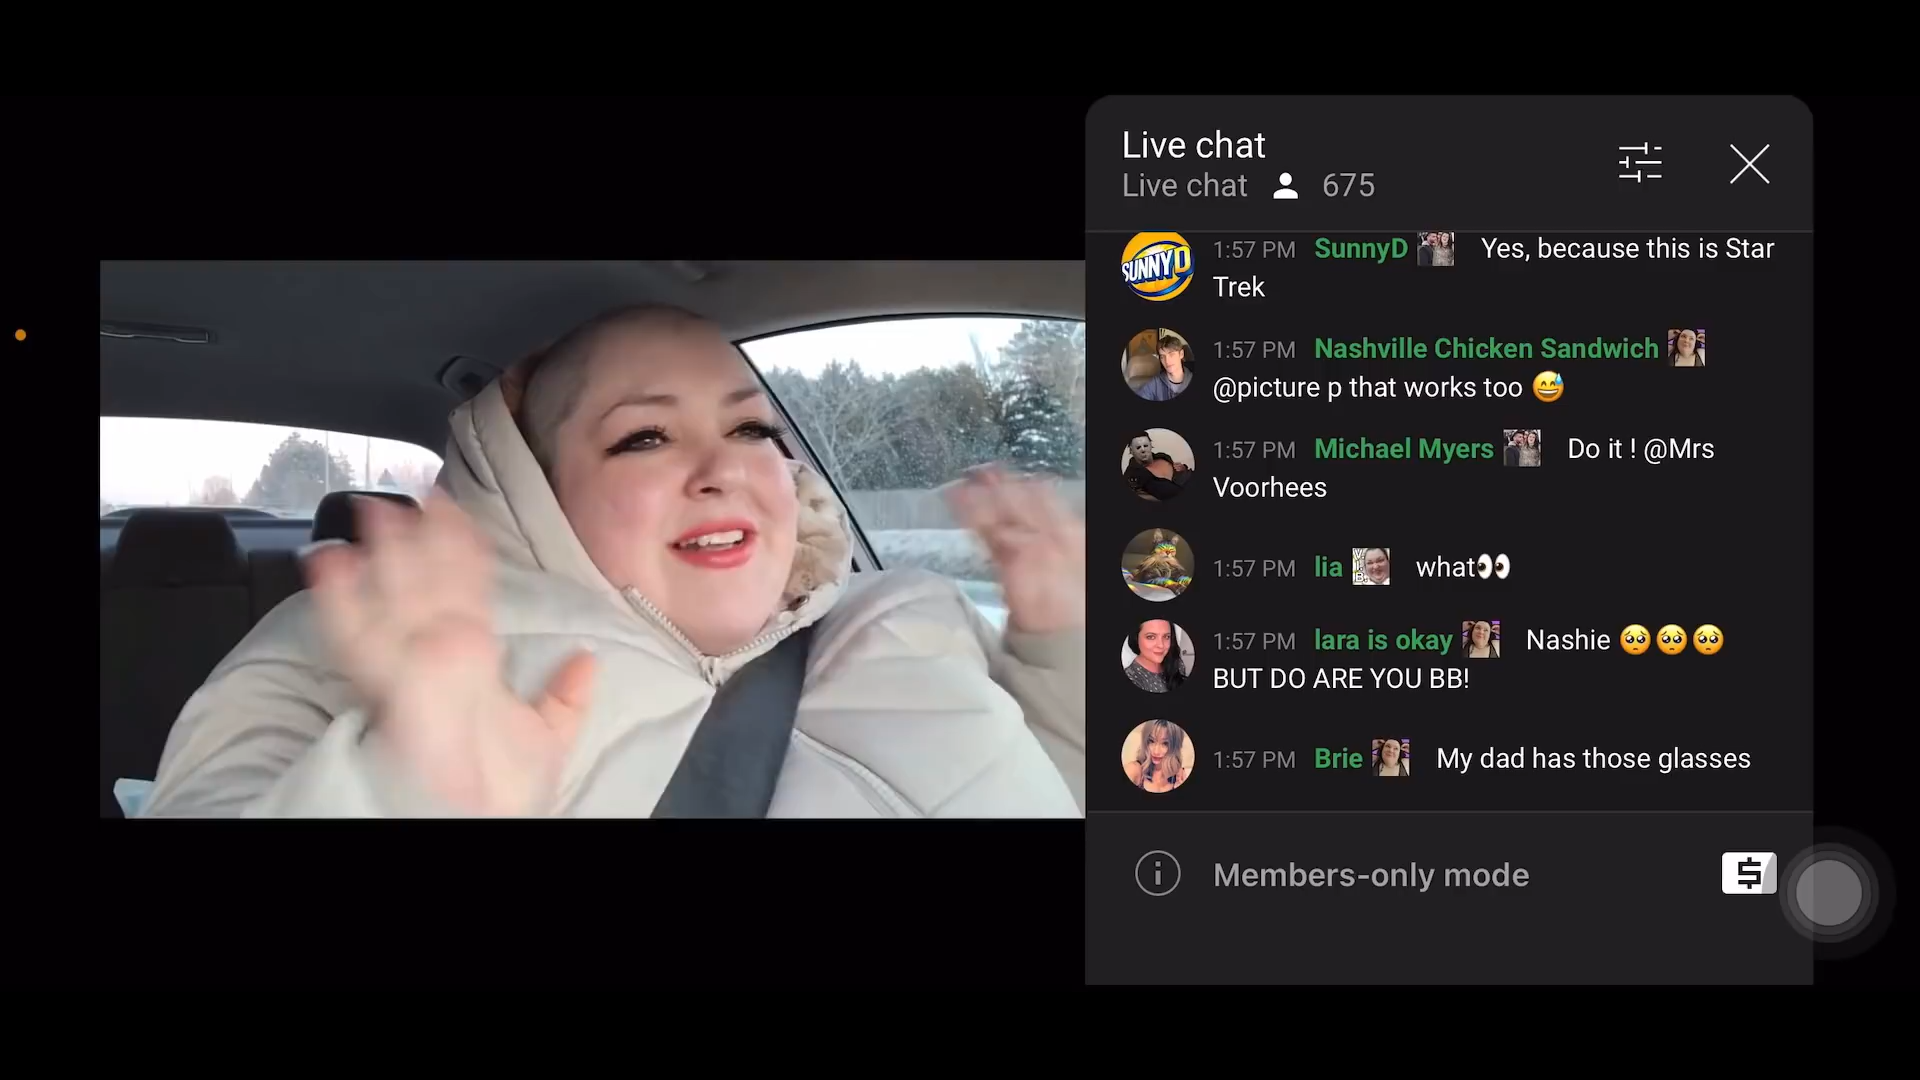 Live chat
Live chat 675
SUNNYD
1:57 PM SunnyD Yes, because this is Star
Trek
1:57 PM Nashville Chicken Sandwich
@picture p that works too 😅
1:57 PM Michael Myers Do it ! @Mrs
Voorhees
1:57 PM lia what👀
1:57 PM lara is okay Nashie 🥺🥺🥺
BUT DO ARE YOU BB!
1:57 PM Brie My dad has those glasses
Members-only mode